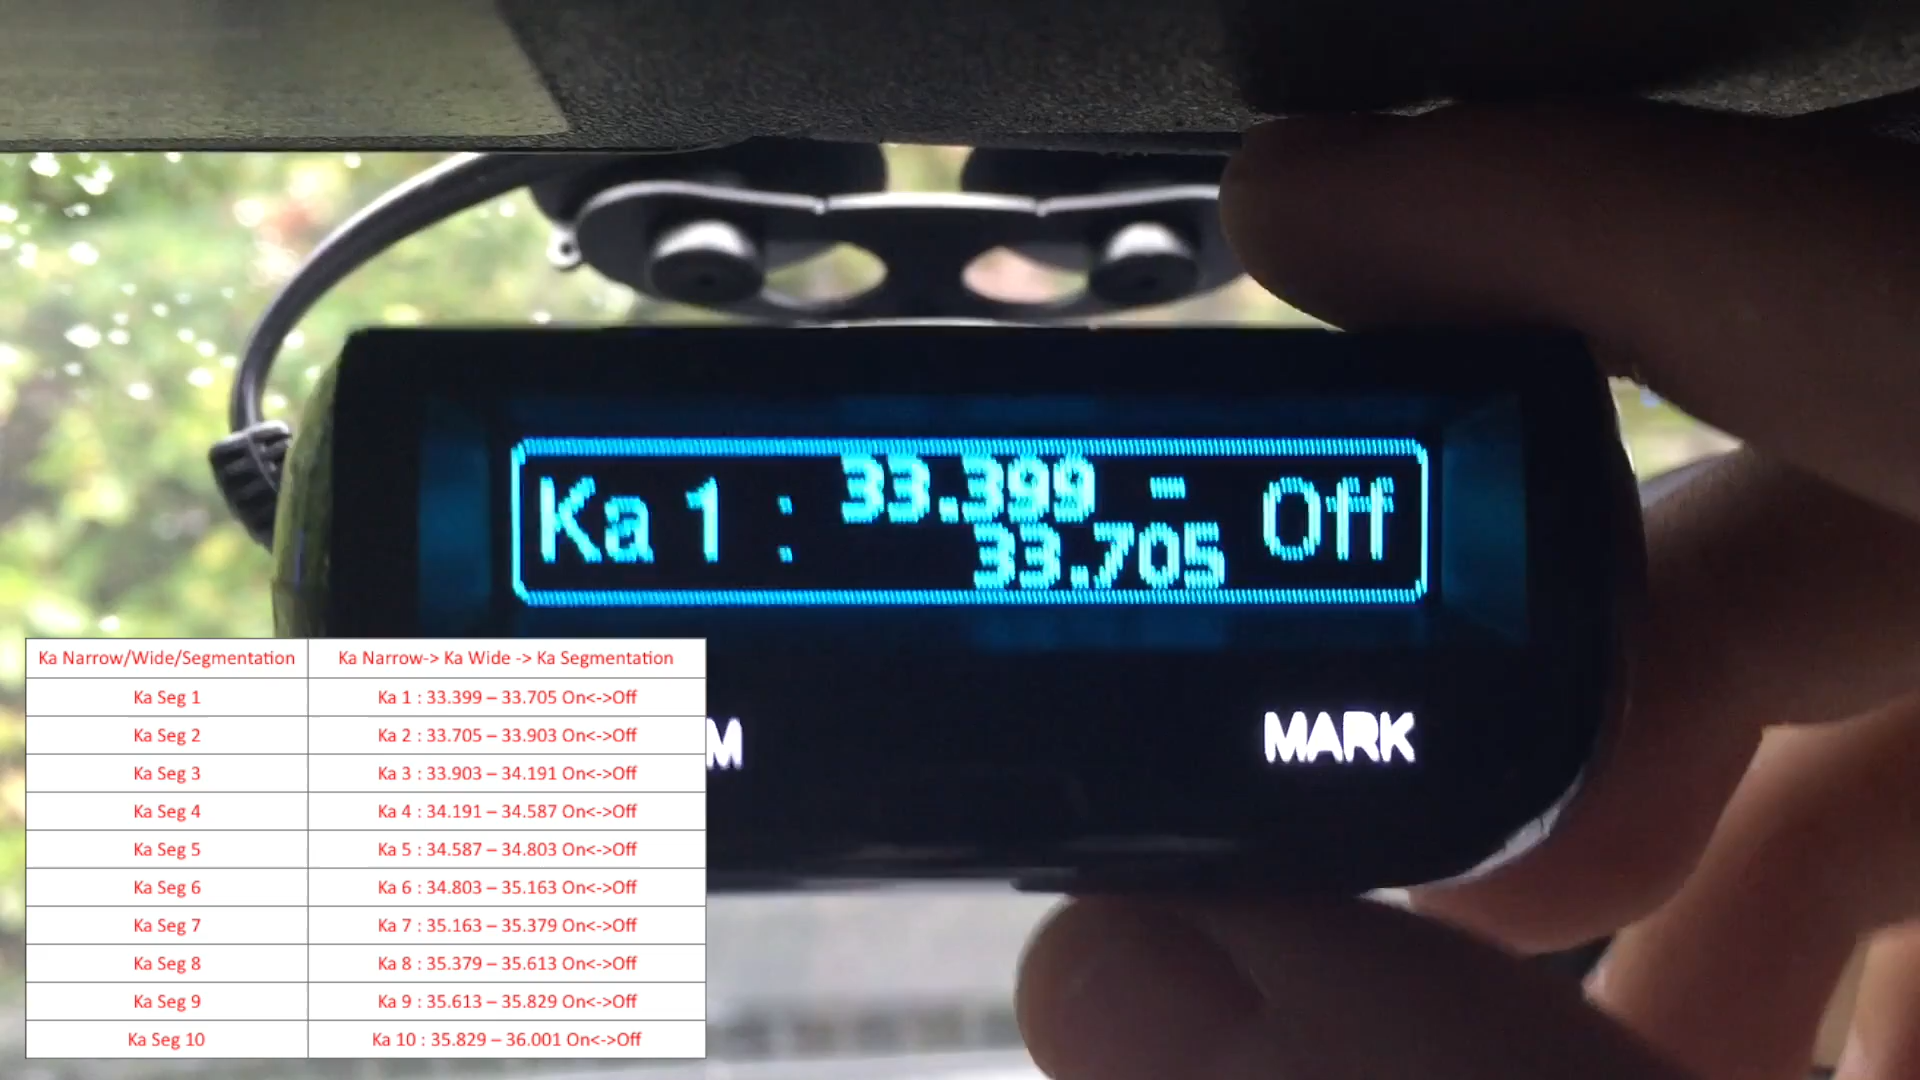 Ka 1 : 33.399 - Off
33.705
M
MARK
Ka Narrow/Wide/Segmentation Ka Narrow-> Ka Wide -> Ka Segmentation
Ka Seg 1 Ka 1 : 33.399 – 33.705 On<->Off
Ka Seg 2 Ka 2 : 33.705 – 33.903 On<->Off
Ka Seg 3 Ka 3 : 33.903 – 34.191 On<->Off
Ka Seg 4 Ka 4 : 34.191 – 34.587 On<->Off
Ka Seg 5 Ka 5 : 34.587 – 34.803 On<->Off
Ka Seg 6 Ka 6 : 34.803 – 35.163 On<->Off
Ka Seg 7 Ka 7 : 35.163 – 35.379 On<->Off
Ka Seg 8 Ka 8 : 35.379 – 35.613 On<->Off
Ka Seg 9 Ka 9 : 35.613 – 35.829 On<->Off
Ka Seg 10 Ka 10 : 35.829 – 36.001 On<->Off